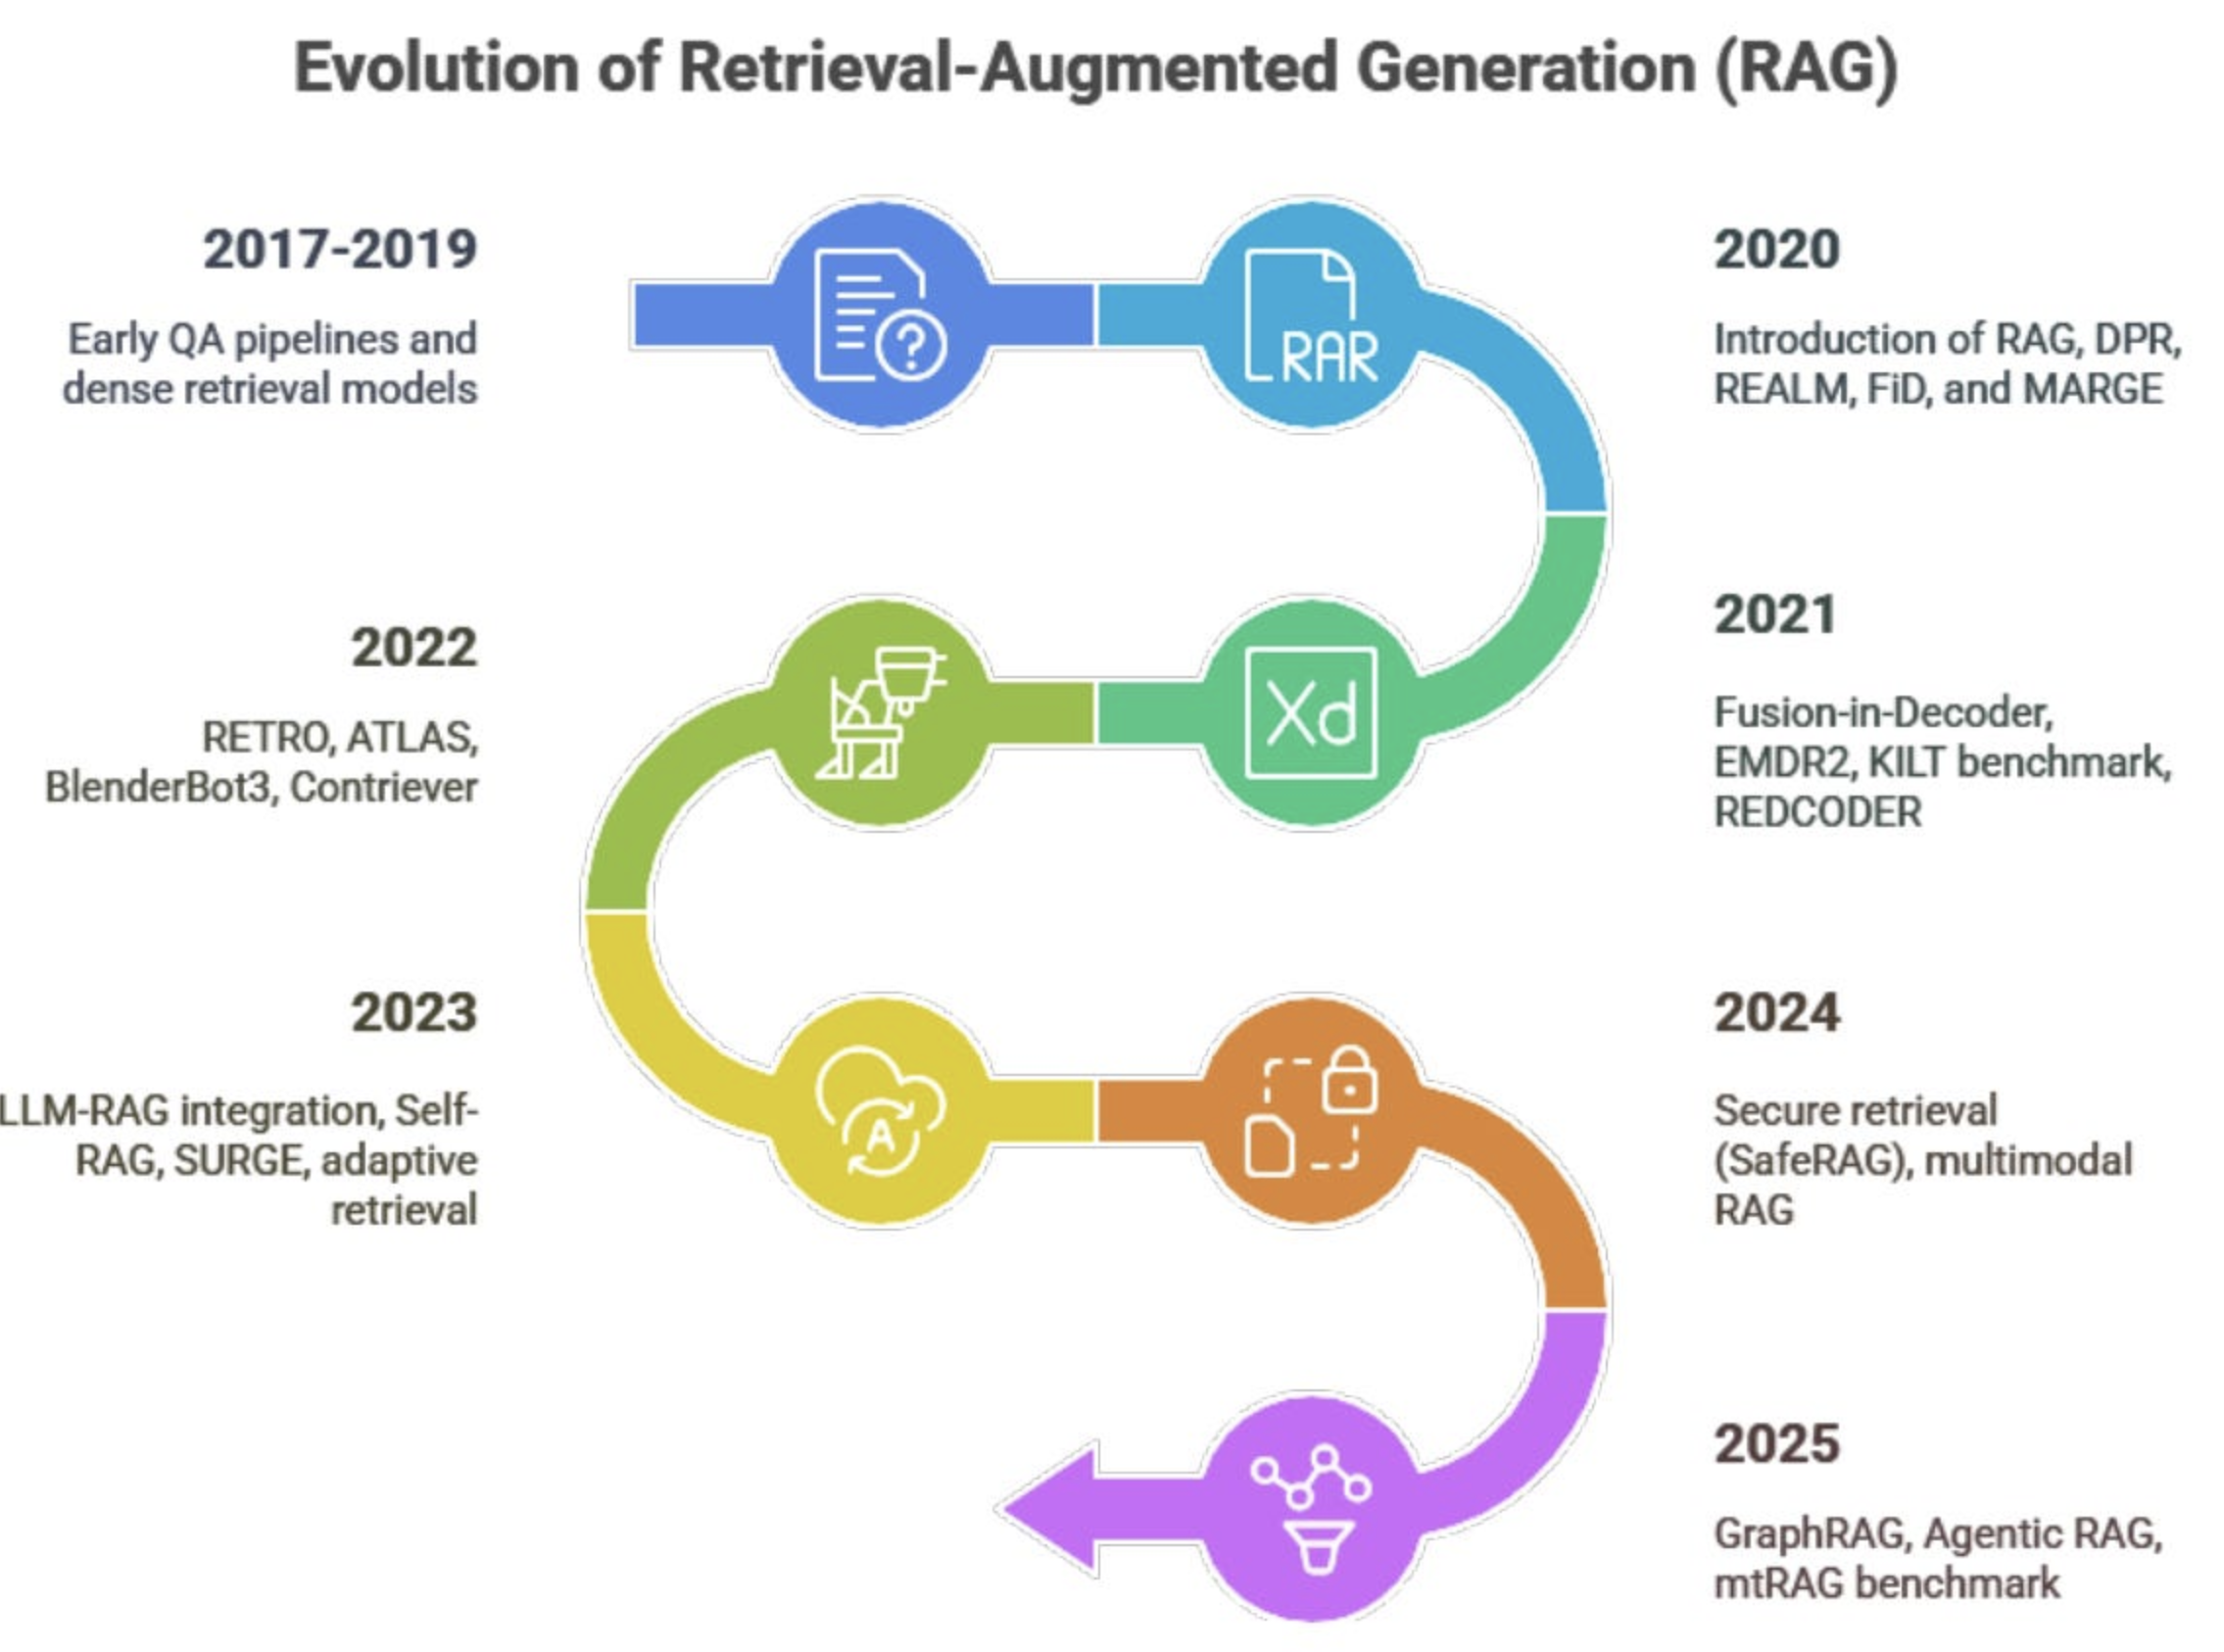 Evolution of Retrieval-Augmented Generation (RAG)
2017-2019
Early QA pipelines and
dense retrieval models
RAR
2020
Introduction of RAG, DPR,
REALM, FiD, and MARGE
2021
Fusion-in-Decoder,
EMDR2, KILT benchmark,
REDCODER
Xd
2022
RETRO, ATLAS,
BlenderBot3, Contriever
2023
LLM-RAG integration, Self-
RAG, SURGE, adaptive
retrieval
A
2024
Secure retrieval
(SafeRAG), multimodal
RAG
2025
GraphRAG, Agentic RAG,
mtRAG benchmark